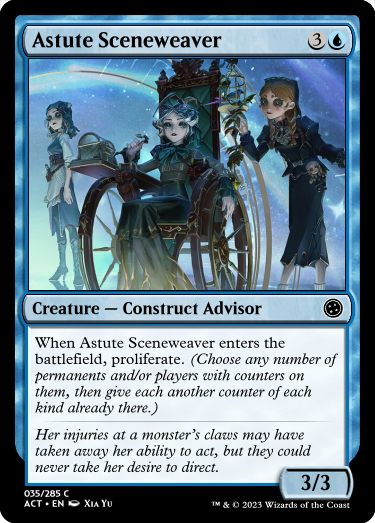 Astute Sceneweaver 3
Creature — Construct Advisor
When Astute Sceneweaver enters the
battlefield, proliferate. (Choose any number of
permanents and/or players with counters on
them, then give each another counter of each
kind already there.)
Her injuries at a monster's claws may have
taken away her ability to act, but they could
never take her desire to direct.
3/3
035/285 C
ACT • EN Xia Yu
™ & © 2023 Wizards of the Coast